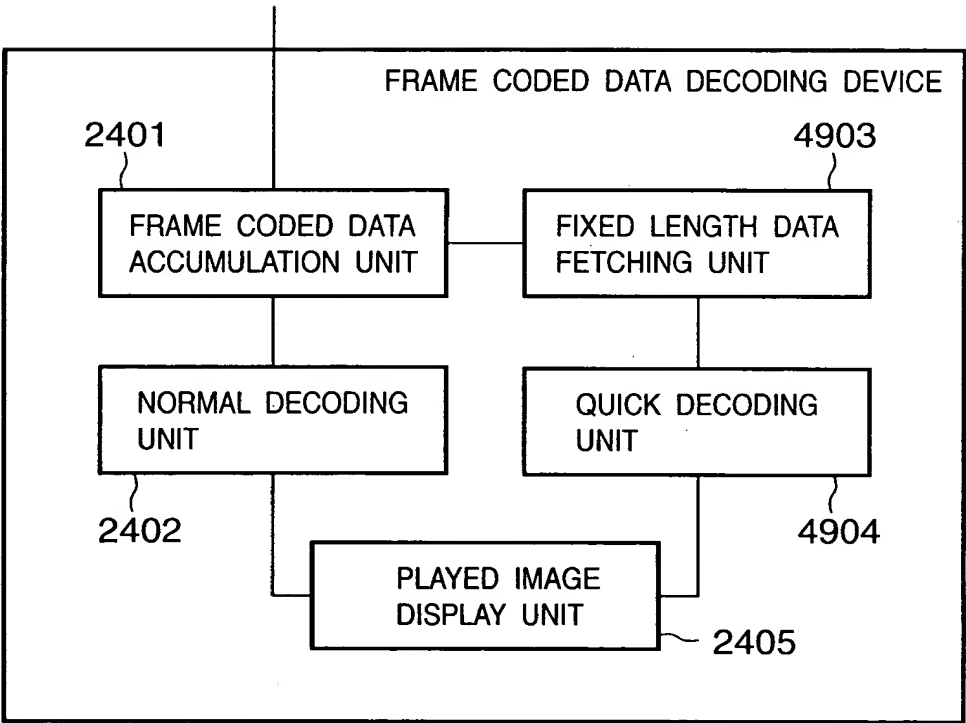 FRAME CODED DATA DECODING DEVICE
2401
4903
FRAME CODED DATA
ACCUMULATION UNIT
FIXED LENGTH DATA
FETCHING UNIT
NORMAL DECODING
UNIT
QUICK DECODING
UNIT
2402
4904
PLAYED IMAGE
DISPLAY UNIT
2405